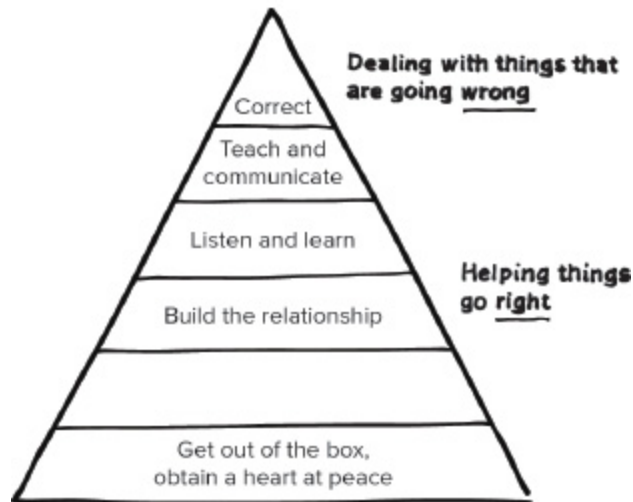 Dealing with things that
are going wrong
Correct
Teach and
communicate
Listen and learn
Helping things
go right
Build the relationship
Get out of the box,
obtain a heart at peace